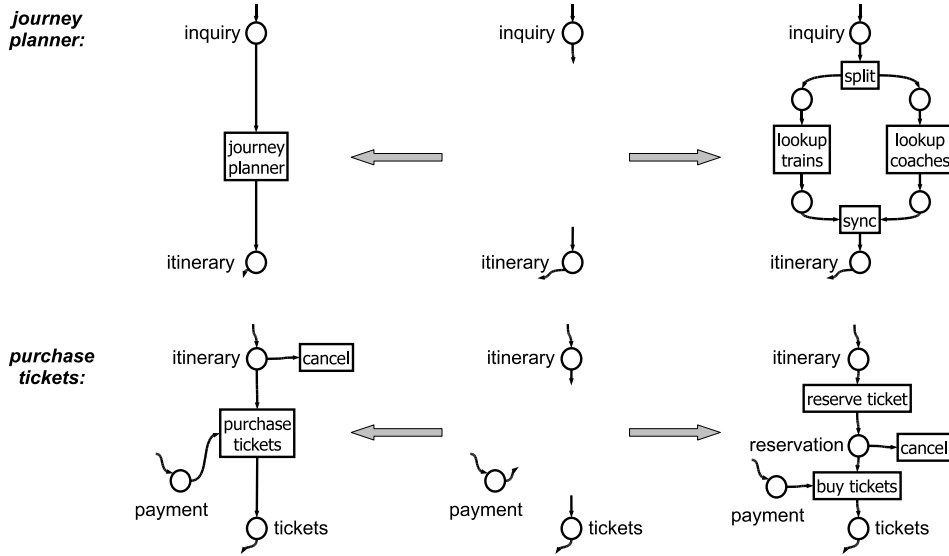 journey
planner:
inquiry
inquiry
inquiry
split
journey
planner
lookup
trains
lookup
coaches
sync
itinerary
itinerary
itinerary
purchase
tickets:
itinerary
cancel
itinerary
itinerary
purchase
tickets
reserve ticket
reservation
cancel
buy tickets
payment
payment
payment
tickets
tickets
tickets